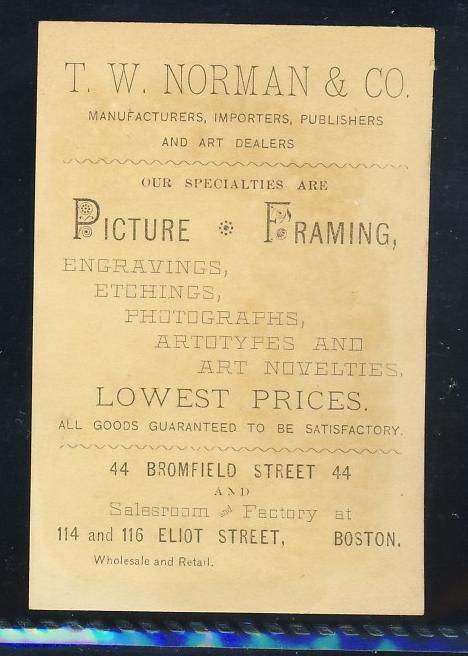 T. W. NORMAN & CO.
MANUFACTURERS, IMPORTERS, PUBLISHERS
AND ART DEALERS
OUR SPECIALTIES ARE
PICTURE FRAMING,
ENGRAVINGS,
ETCHINGS,
PHOTOGRAPHS,
ARTOTYPES AND
ART NOVELTIES.
LOWEST PRICES.
ALL GOODS GUARANTEED TO BE SATISFACTORY.
44 BROMFIELD STREET 44
AND
Salesroom and Factory at
114 and 116 ELIOT STREET, BOSTON.
Wholesale and Retail.